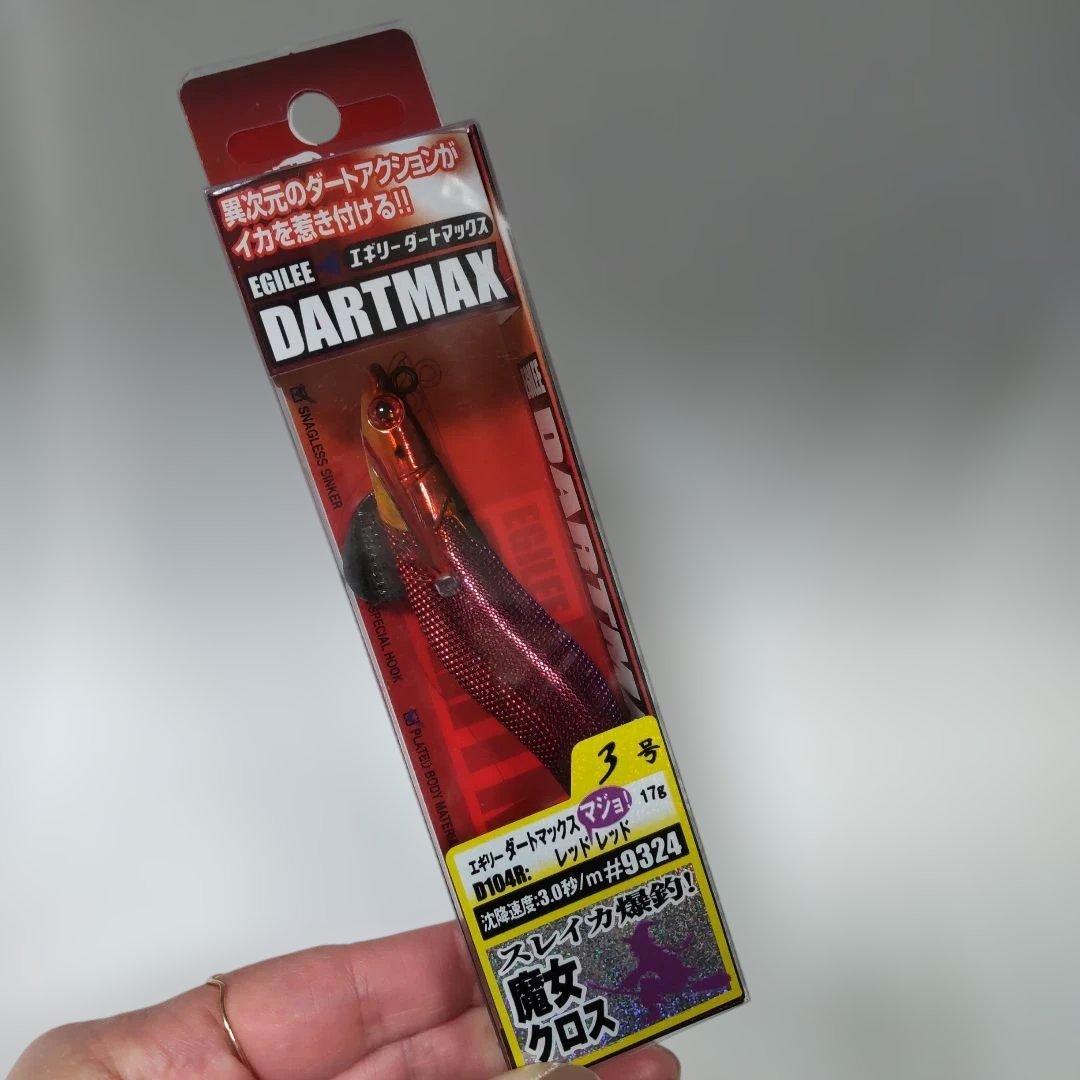 異次元のダートアクションが
イカを惹き付ける!!
エギリー ダートマックス
EGILEE
DARTMAX
SNAGLESS SINKER
SPECIAL HOOK
PLATED BODY MATERI
EGILEE
DARTM
EGILEE
3号
エギリー ダートマックス マジョ! 17g
D104R: レッド レッド
沈降速度:3.0秒/m #9324
スレイカ爆釣!
魔女
クロス